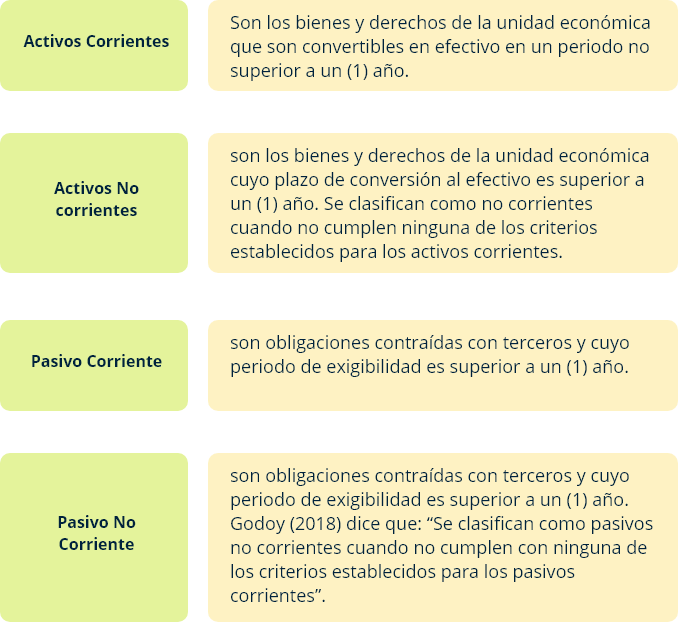 Activos Corrientes
Son los bienes y derechos de la unidad económica
que son convertibles en efectivo en un periodo no
superior a un (1) año.
Activos No
corrientes
son los bienes y derechos de la unidad económica
cuyo plazo de conversión al efectivo es superior a
un (1) año. Se clasifican como no corrientes
cuando no cumplen ninguna de los criterios
establecidos para los activos corrientes.
Pasivo Corriente
son obligaciones contraídas con terceros y cuyo
periodo de exigibilidad es superior a un (1) año.
Pasivo No
Corriente
son obligaciones contraídas con terceros y cuyo
periodo de exigibilidad es superior a un (1) año.
Godoy (2018) dice que: “Se clasifican como pasivos
no corrientes cuando no cumplen con ninguna de
los criterios establecidos para los pasivos
corrientes”.